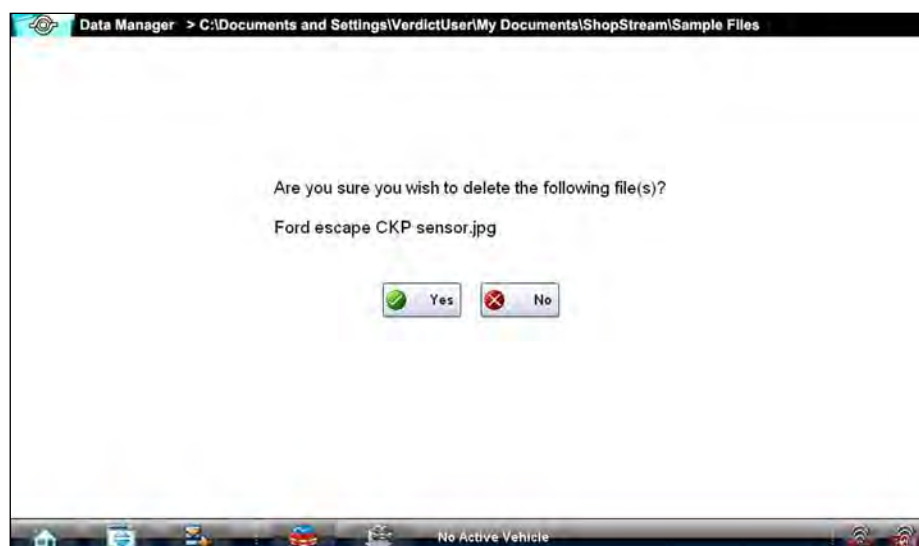 Data Manager > C:\Documents and Settings\VerdictUser\My Documents\ShopStream\Sample Files
Are you sure you wish to delete the following file(s)?
Ford escape CKP sensor.jpg
Yes No
No Active Vehicle